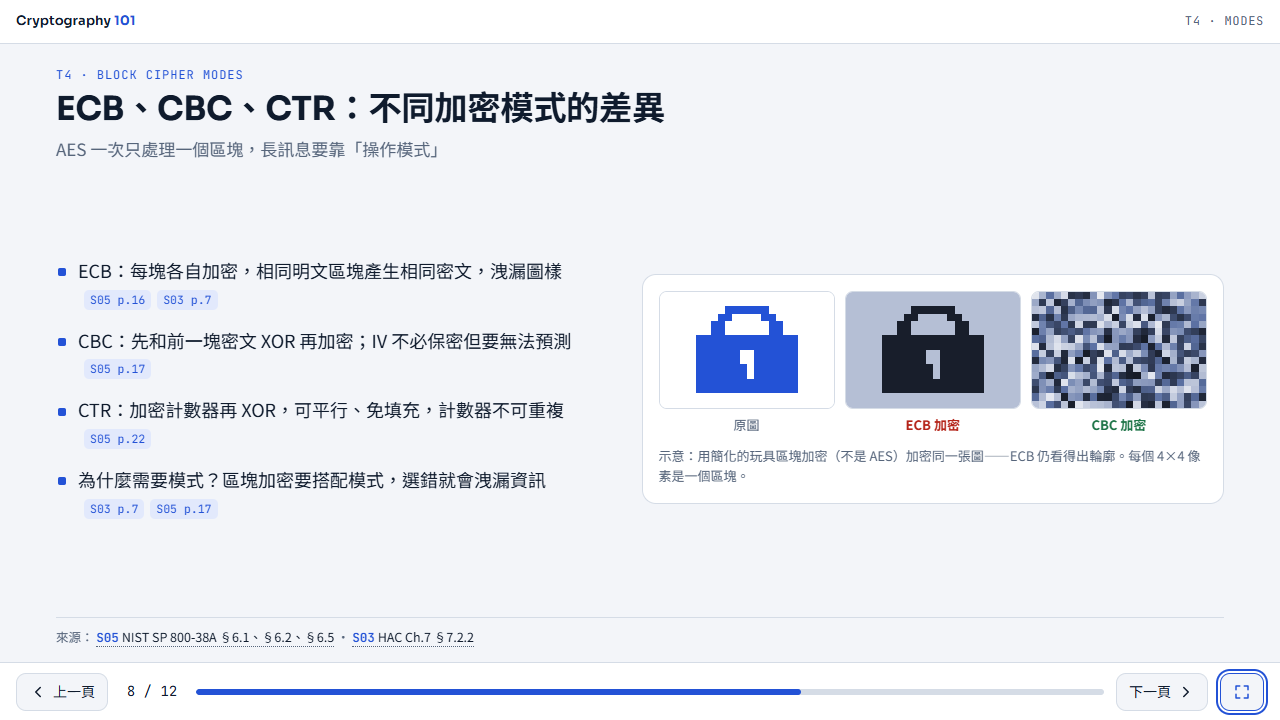 Cryptography 101
T4 · MODES
T4 · BLOCK CIPHER MODES
ECB、CBC、CTR：不同加密模式的差異
AES 一次只處理一個區塊，長訊息要靠「操作模式」
ECB：每塊各自加密，相同明文區塊產生相同密文，洩漏圖樣
S05 p.16 S03 p.7
CBC：先和前一塊密文 XOR 再加密；IV 不必保密但要無法預測
S05 p.17
CTR：加密計數器再 XOR，可平行、免填充，計數器不可重複
S05 p.22
為什麼需要模式？區塊加密要搭配模式，選錯就會洩漏資訊
S03 p.7 S05 p.17
原圖 ECB 加密 CBC 加密
示意：用簡化的玩具區塊加密（不是 AES）加密同一張圖——ECB 仍看得出輪廓。每個 4×4 像
素是一個區塊。
來源： S05 NIST SP 800-38A §6.1、§6.2、§6.5 · S03 HAC Ch.7 §7.2.2
上一頁 8 / 12 下一頁